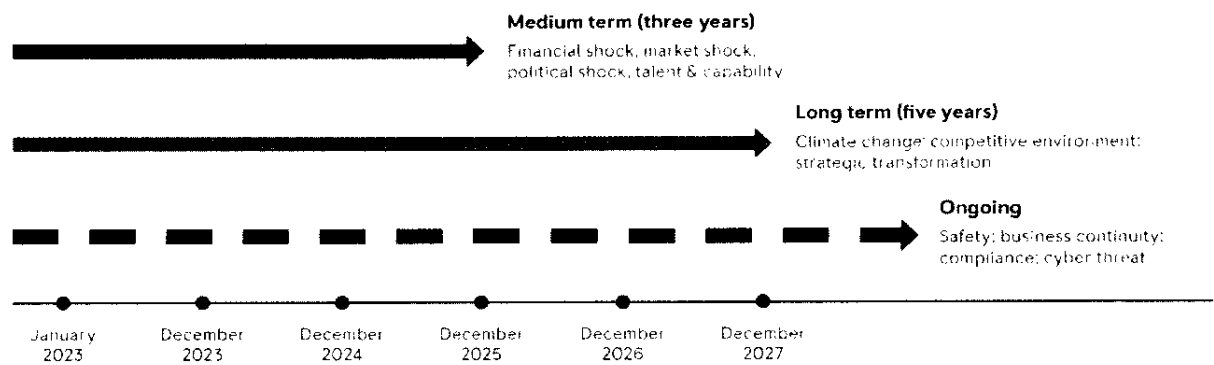 Medium term (three years)
Financial shock, market shock,
political shock, talent & capability
Long term (five years)
Climate change; competitive environment;
strategic transformation
Ongoing
Safety; business continuity;
compliance; cyber threat
January
2023
December
2023
December
2024
December
2025
December
2026
December
2027